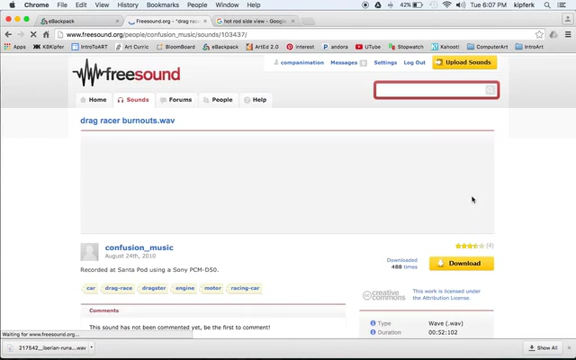 Chrome File Edit View History Bookmarks People Window Help Tue 6:07 PM kipferk
eBackpack
Freesound.org - "drag race
hot rod side view - Google
www.freesound.org/people/confusion_music/sounds/103437/
eBackpack KBKipfer IntroToART Air Content BloomBoard eBackpack ArtEd 2.0 T pinterest pandora UTube Stopwatch Kahoot! ComputerArt IntroArt
freesound
companimation Messages Settings Log Out Upload Sounds
Home Sounds Forums People Help
drag racer burnouts.wav
confusion_music
August 24th, 2010
Recorded at Santa Pod using a Sony PCM-D50.
car drag-race dragster engine motor racing-car
(4)
Downloaded
488 times
Download
creative commons
This work is licensed under
the Attribution License.
Comments
This sound has not been commented yet, be the first to comment!
Type Wave (.wav)
Duration 00:52:102
Waiting for www.freesound.org...
217542__iberian-runa....wav
Show All